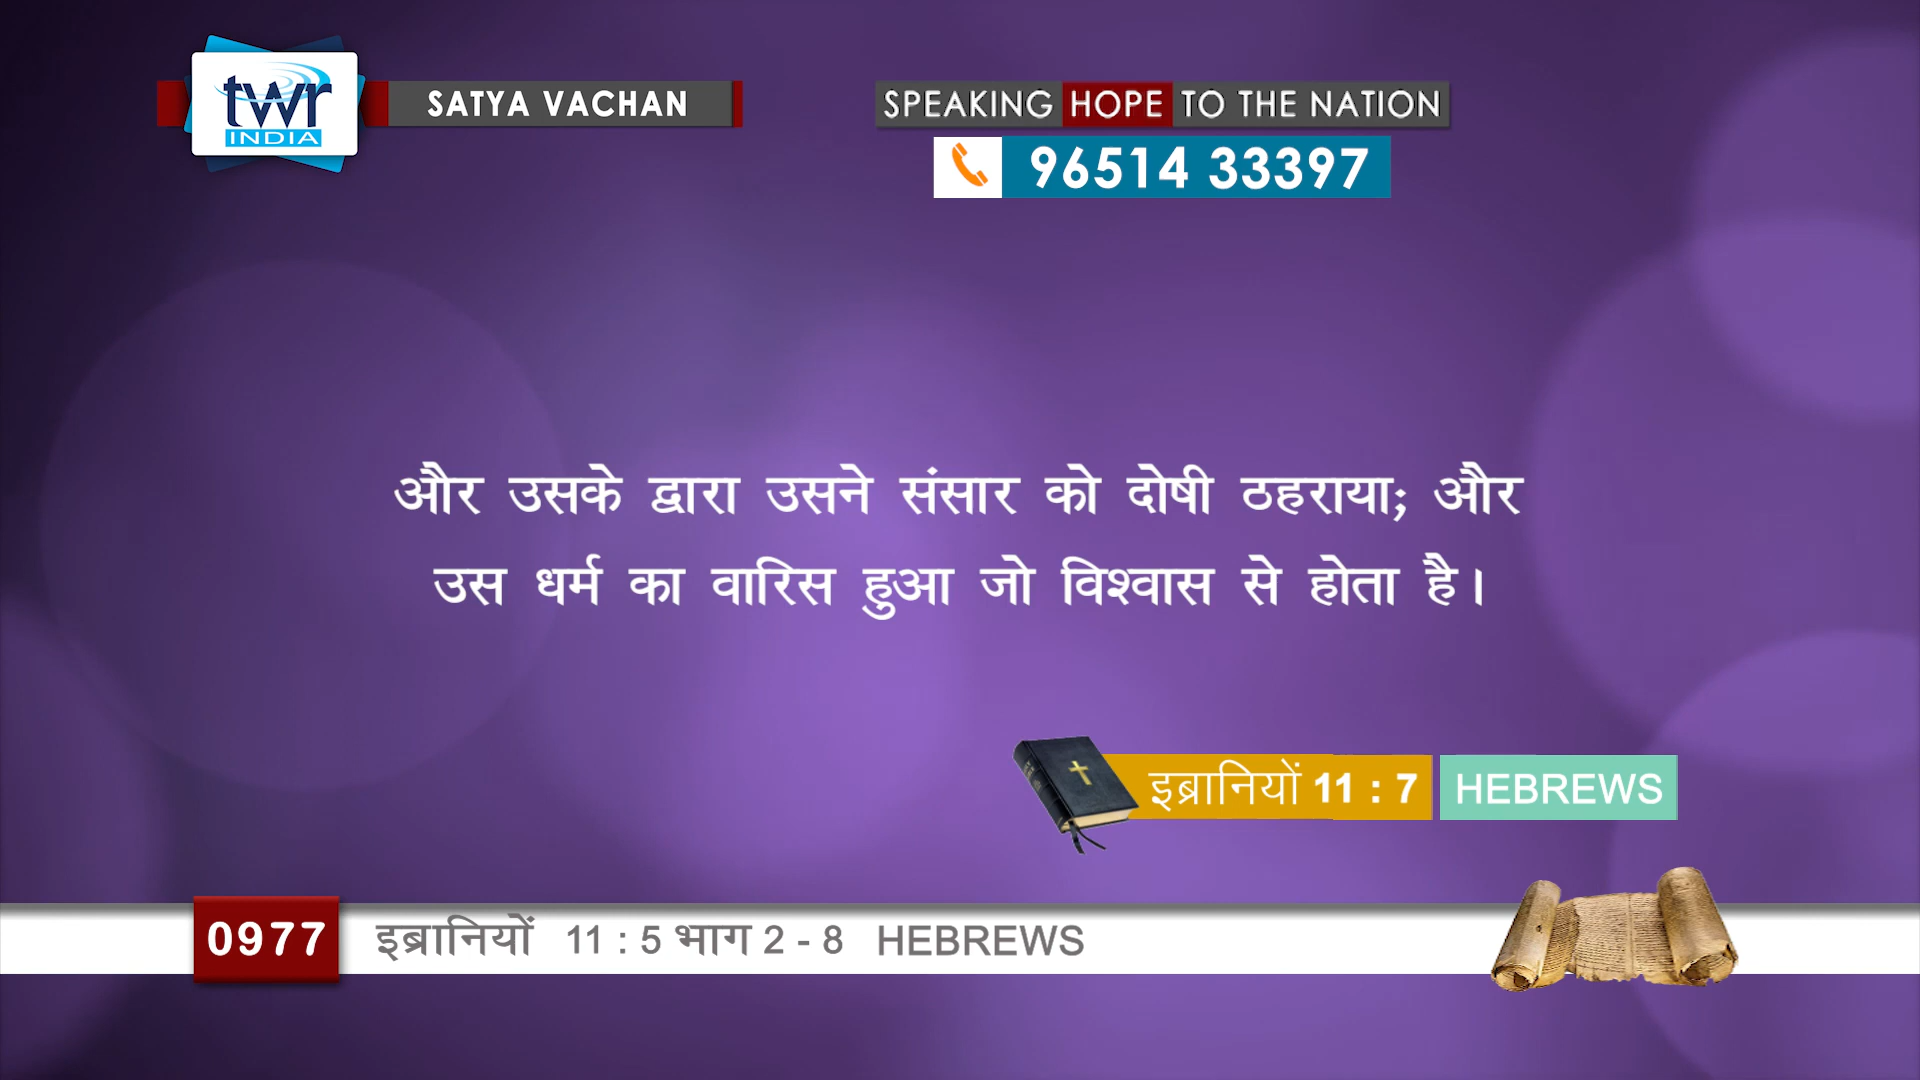 twr
INDIA
SATYA VACHAN
SPEAKING HOPE TO THE NATION
96514 33397
और उसके द्वारा उसने संसार को दोषी ठहराया; और
उस धर्म का वारिस हुआ जो विश्वास से होता है।
इब्रानियों 11 : 7 HEBREWS
0977 इब्रानियों 11 : 5 भाग 2 - 8 HEBREWS